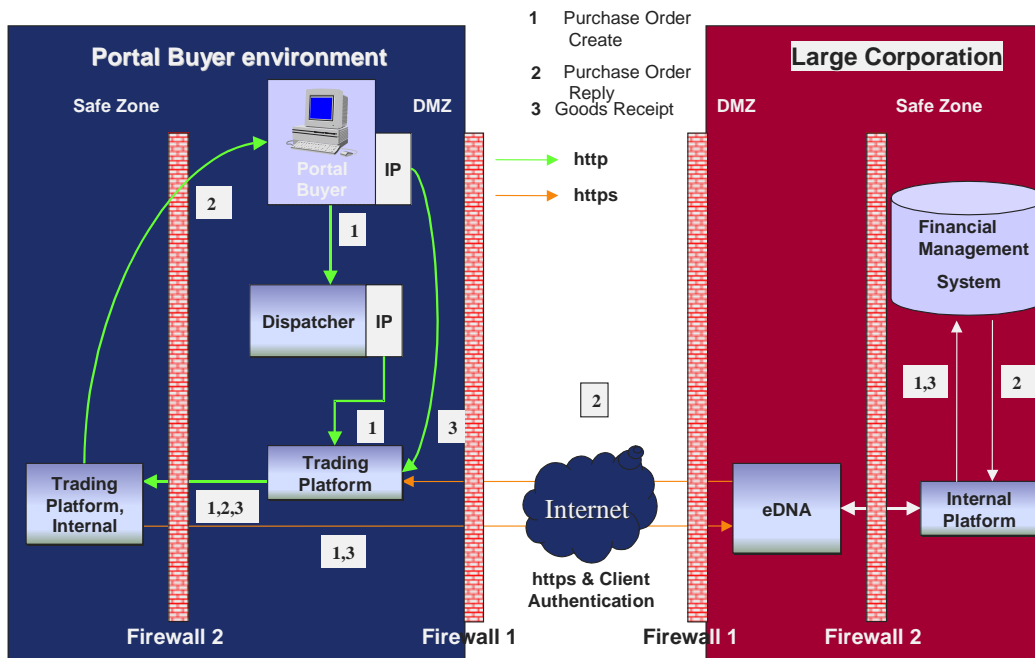 1 Purchase Order
Create
2 Purchase Order
Reply
3 Goods Receipt
http
https
Portal Buyer environment
Safe Zone
DMZ
Portal
Buyer
IP
2
1
Dispatcher
IP
1
3
Trading
Platform
Trading
Platform,
Internal
1,2,3
1,3
Firewall 2
Firewall 1
2
Internet
https & Client
Authentication
Large Corporation
DMZ
Safe Zone
Financial
Management
System
1,3
2
eDNA
Internal
Platform
Firewall 1
Firewall 2